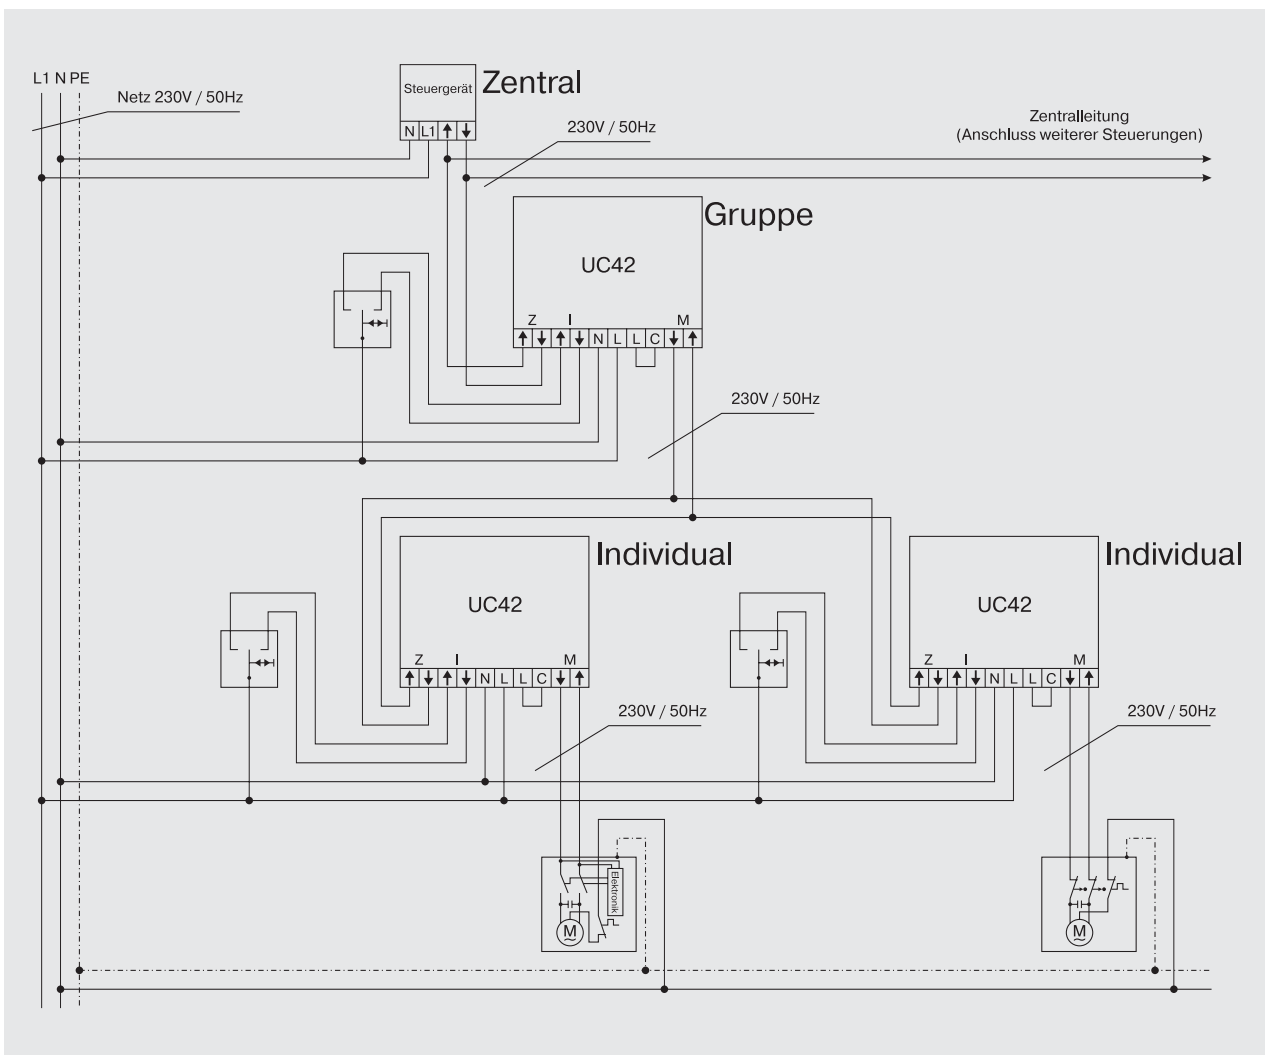 L1 N PE
Netz 230V / 50Hz
Steuergerät
Zentral
N L1
230V / 50Hz
Zentralleitung
(Anschluss weiterer Steuerungen)
Gruppe
UC42
Z I M
N L L C
230V / 50Hz
Individual
UC42
Z I M
N L L C
230V / 50Hz
Individual
UC42
Z I M
N L L C
230V / 50Hz
Elektronik
M
M